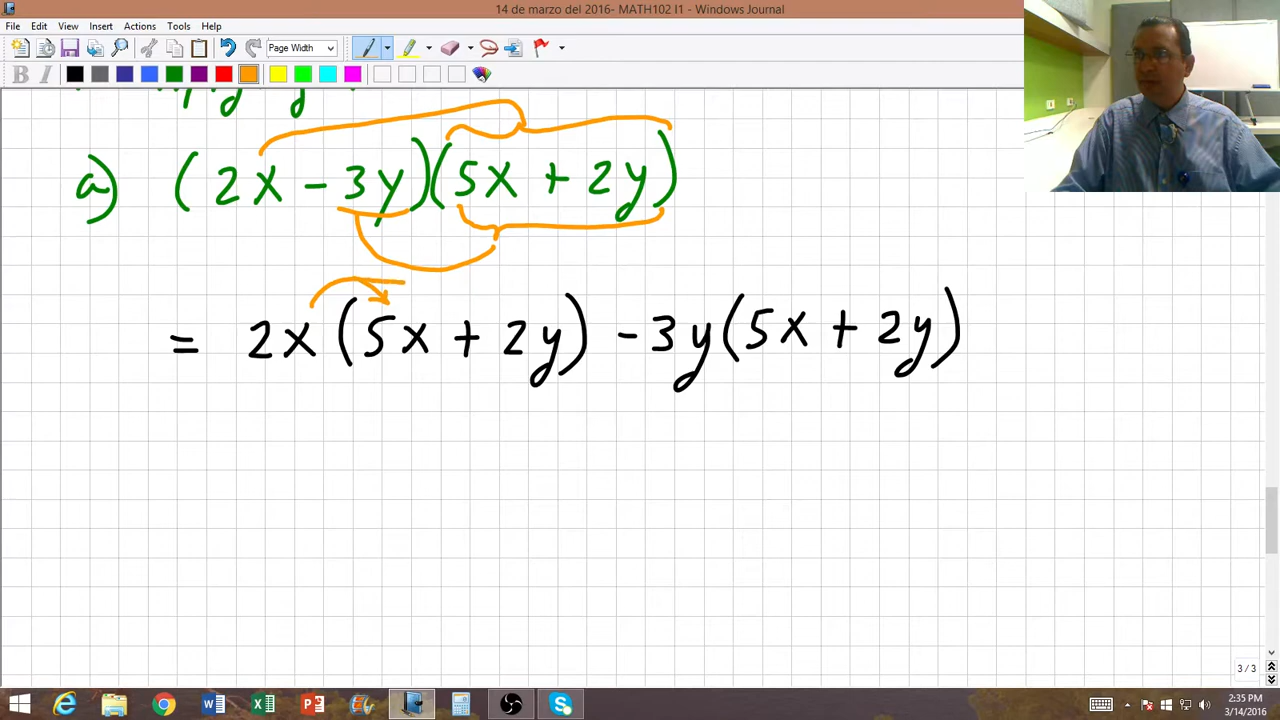 14 de marzo del 2016- MATH102 I1 - Windows Journal
File Edit View Insert Actions Tools Help
Page Width
B I
a) (2x - 3y)(5x + 2y)
= 2x(5x + 2y) - 3y(5x + 2y)
3 / 3
2:35 PM
3/14/2016